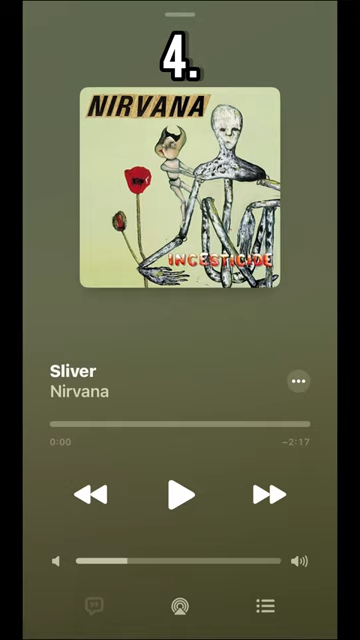 4.
NIRVANA
INCESTICIDE
Sliver
Nirvana
0:00
-2:17